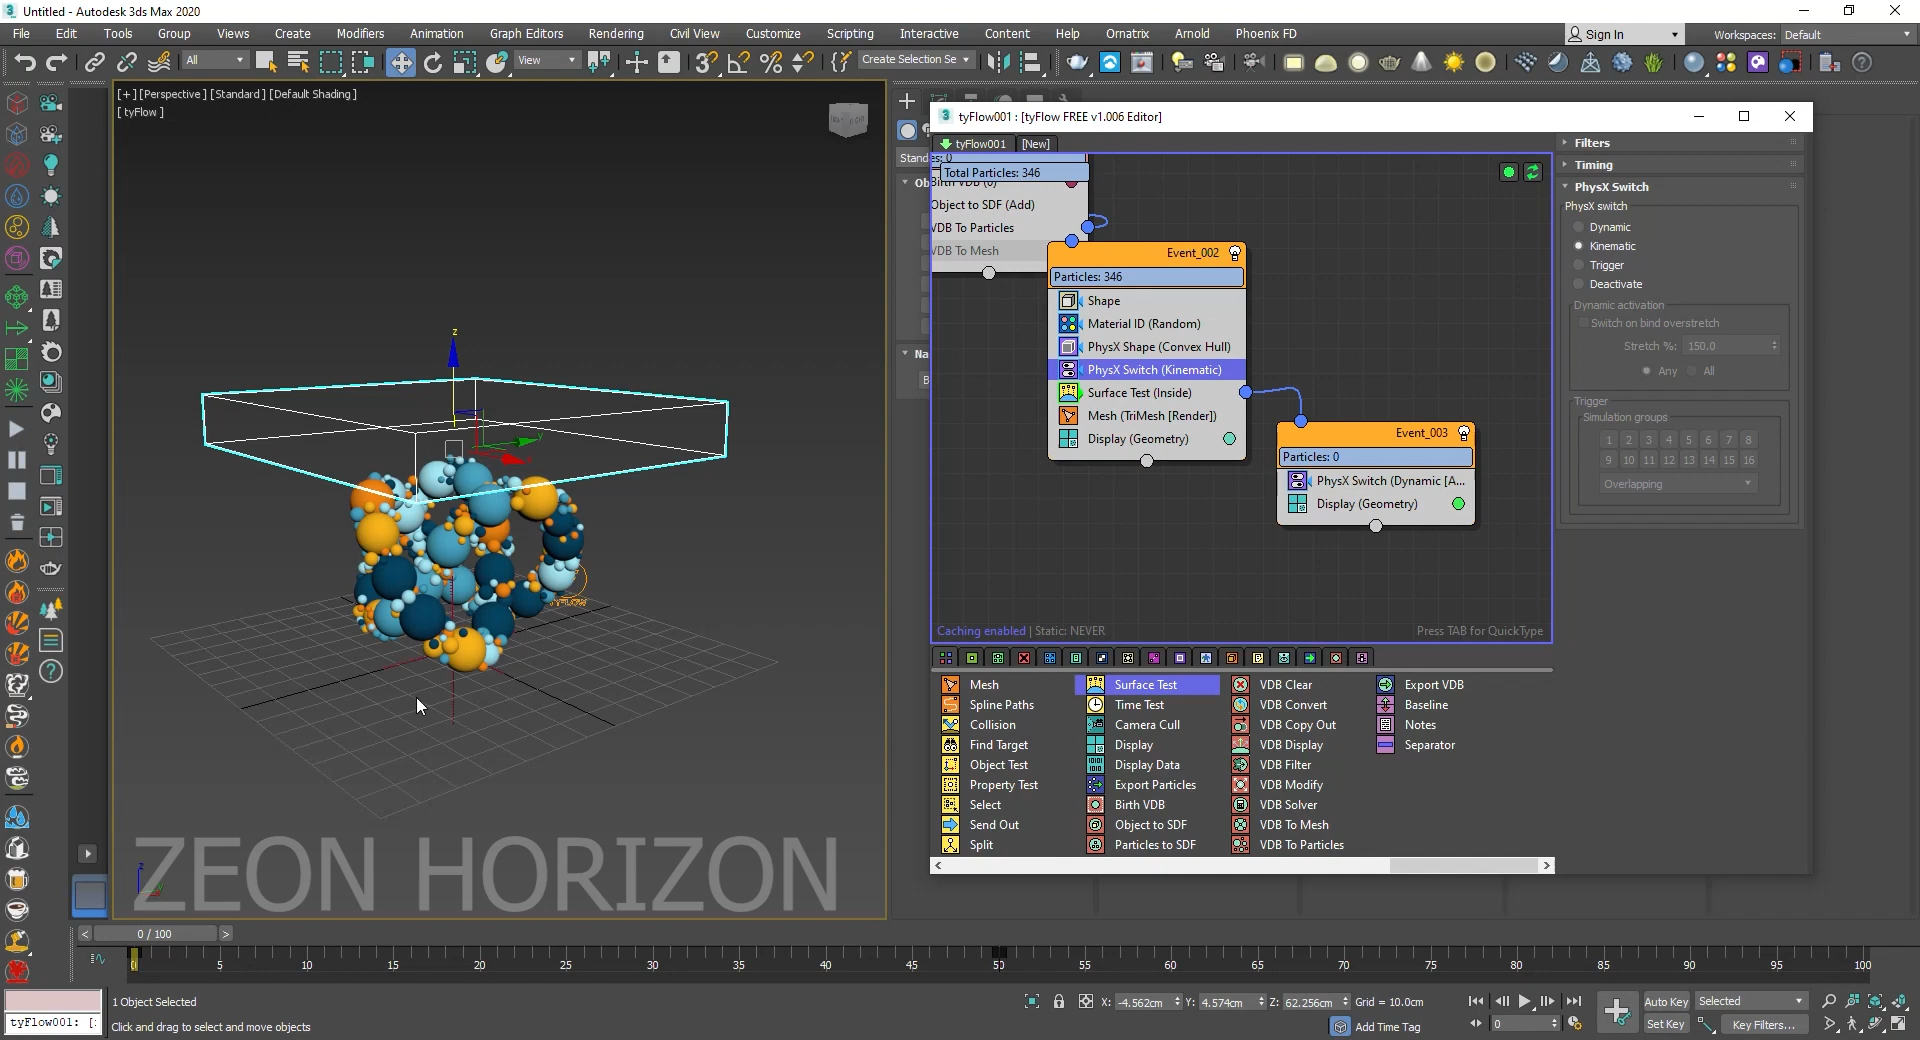 Untitled - Autodesk 3ds Max 2020
File Edit Tools Group Views Create Modifiers Animation Graph Editors Rendering Civil View Customize Scripting Interactive Content Help Ornatrix Arnold Phoenix FD Sign In Workspaces: Default
All View Create Selection Se
[+] [Perspective] [Standard] [Default Shading]
[ tyFlow ]
tyFlow001 : [tyFlow FREE v1.006 Editor]
tyFlow001 [New]
Total Particles: 346
Object to SDF (Add)
VDB To Particles
VDB To Mesh
Event_002
Particles: 346
Shape
Material ID (Random)
PhysX Shape (Convex Hull)
PhysX Switch (Kinematic)
Surface Test (Inside)
Mesh (TriMesh [Render])
Display (Geometry)
Event_003
Particles: 0
PhysX Switch (Dynamic [A...
Display (Geometry)
Caching enabled | Static: NEVER
Press TAB for QuickType
Filters
Timing
PhysX Switch
PhysX switch
Dynamic
Kinematic
Trigger
Deactivate
Dynamic activation
Switch on bind overstretch
Stretch %: 150.0
Any All
Trigger
Simulation groups
1 2 3 4 5 6 7 8
9 10 11 12 13 14 15 16
Overlapping
Mesh Surface Test VDB Clear Export VDB
Spline Paths Time Test VDB Convert Baseline
Collision Camera Cull VDB Copy Out Notes
Find Target Display VDB Display Separator
Object Test Display Data VDB Filter
Property Test Export Particles VDB Modify
Select Birth VDB VDB Solver
Send Out Object to SDF VDB To Mesh
Split Particles to SDF VDB To Particles
z
y
ZEON HORIZON
< 0 / 100 >
0 5 10 15 20 25 30 35 40 45 50 55 60 65 70 75 80 85 90 95 100
1 Object Selected
X: -4.562cm Y: 4.574cm Z: 62.256cm Grid = 10.0cm
Auto Key Selected
tyFlow001: [:
Click and drag to select and move objects
Add Time Tag
0
Set Key Key Filters...